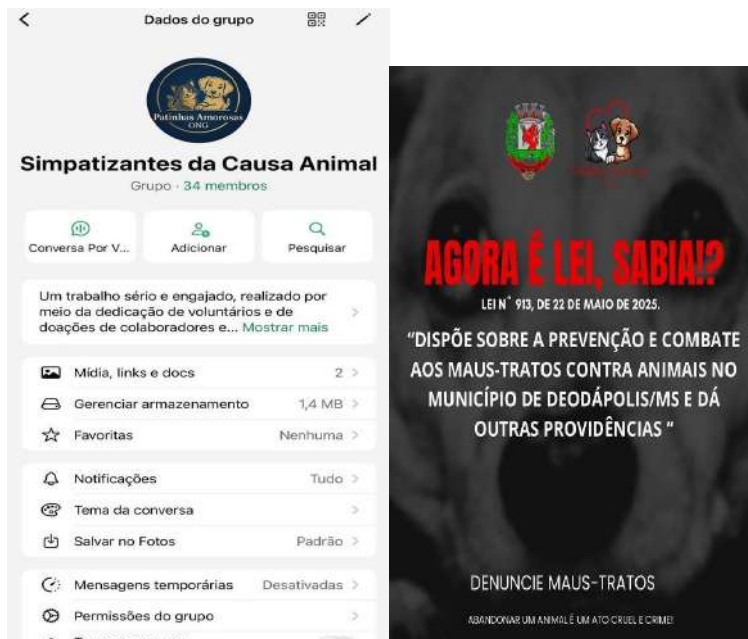 Dados do grupo
Patinhas Amorosas
ONG
Simpatizantes da Causa Animal
Grupo · 34 membros
Conversa Por V...
Adicionar
Pesquisar
Um trabalho sério e engajado, realizado por
meio da dedicação de voluntários e de
doações de colaboradores e... Mostrar mais
Mídia, links e docs 2
Gerenciar armazenamento 1,4 MB
Favoritas Nenhuma
Notificações Tudo
Tema da conversa
Salvar no Fotos Padrão
Mensagens temporárias Desativadas
Permissões do grupo
AGORA É LEI, SABIA!?
LEI N° 913, DE 22 DE MAIO DE 2025.
"DISPÕE SOBRE A PREVENÇÃO E COMBATE
AOS MAUS-TRATOS CONTRA ANIMAIS NO
MUNICÍPIO DE DEODÁPOLIS/MS E DÁ
OUTRAS PROVIDÊNCIAS "
DENUNCIE MAUS-TRATOS
ABANDONAR UM ANIMAL É UM ATO CRUEL E CRIME!